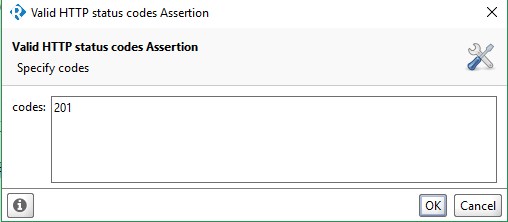 Valid HTTP status codes Assertion
Valid HTTP status codes Assertion
Specify codes
codes:
201
OK
Cancel